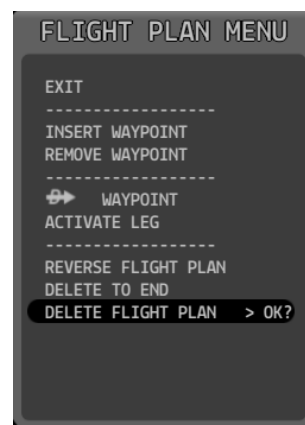 FLIGHT PLAN MENU
EXIT
------------------
INSERT WAYPOINT
REMOVE WAYPOINT
------------------
WAYPOINT
ACTIVATE LEG
------------------
REVERSE FLIGHT PLAN
DELETE TO END
DELETE FLIGHT PLAN > OK?